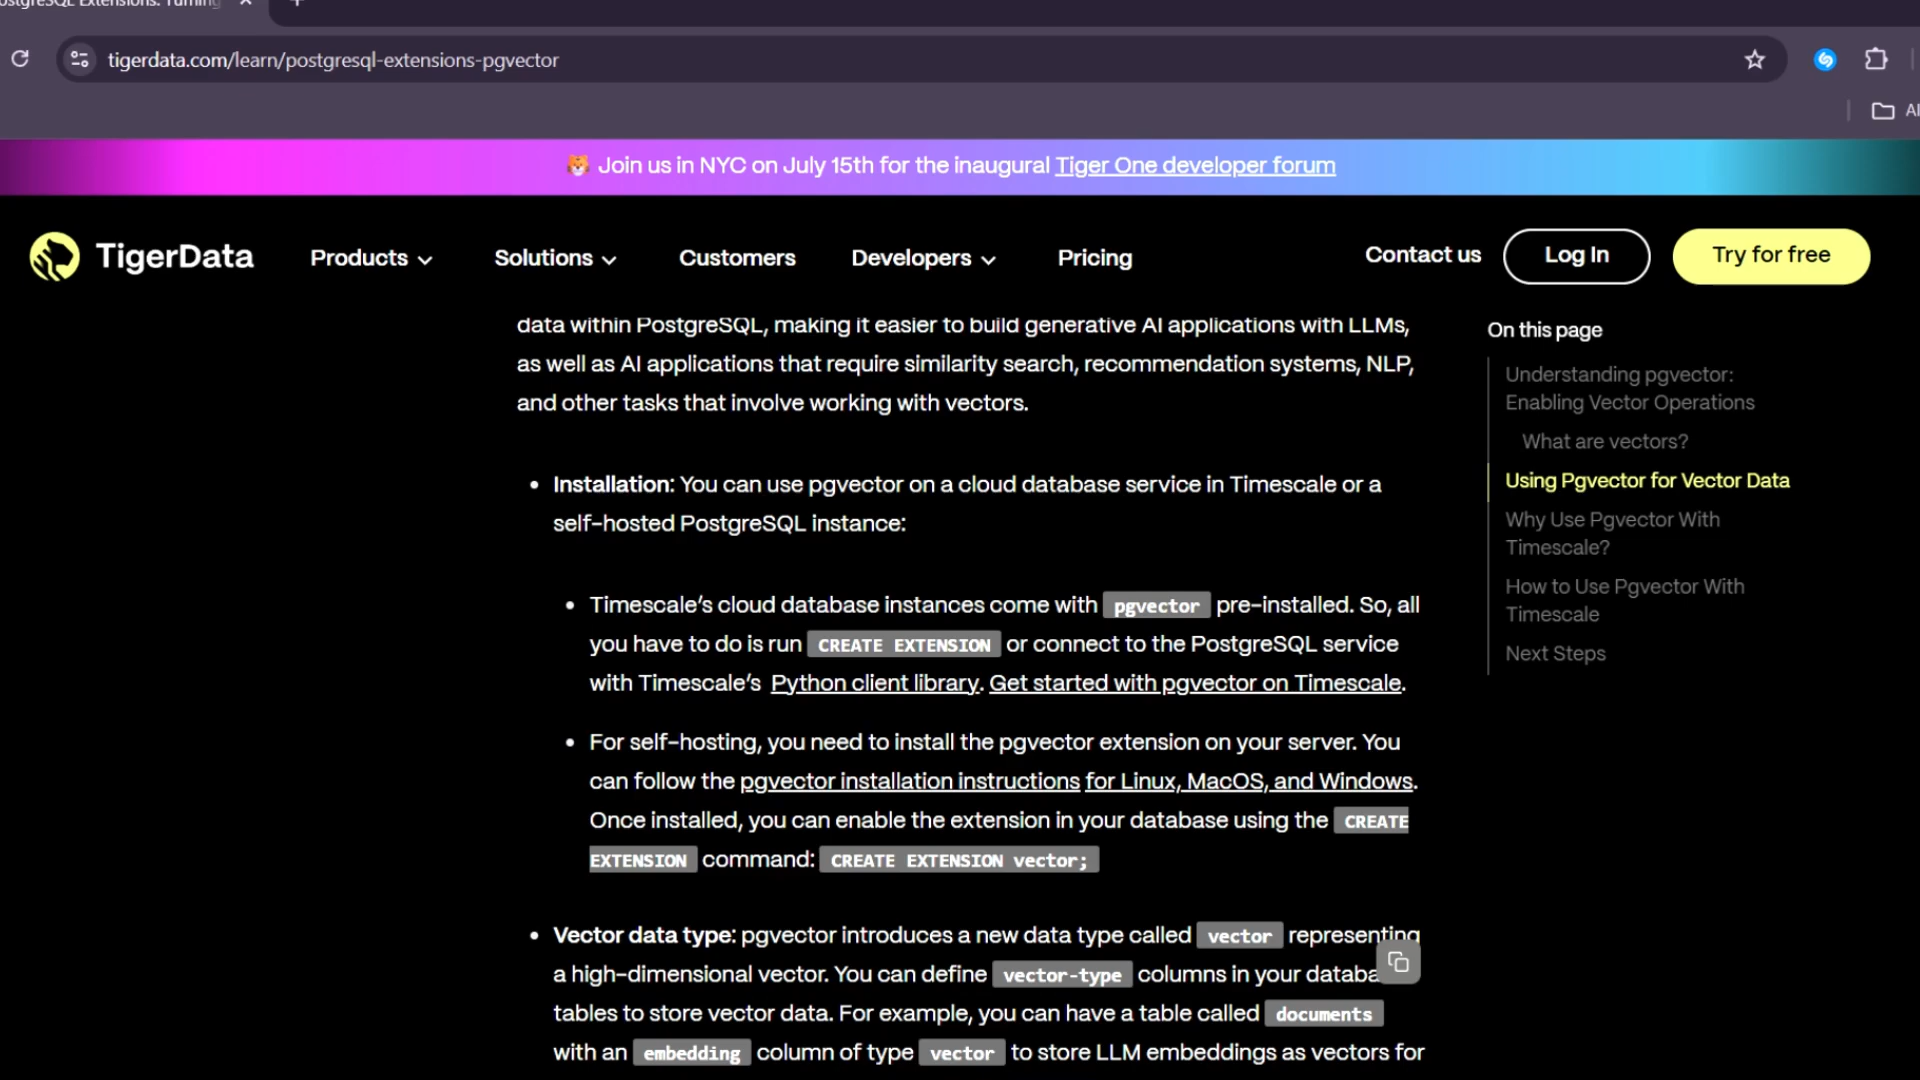 tigerdata.com/learn/postgresql-extensions-pgvector
Join us in NYC on July 15th for the inaugural Tiger One developer forum
TigerData
Products
Solutions
Customers
Developers
Pricing
Contact us
Log In
Try for free
data within PostgreSQL, making it easier to build generative AI applications with LLMs,
as well as AI applications that require similarity search, recommendation systems, NLP,
and other tasks that involve working with vectors.
• Installation: You can use pgvector on a cloud database service in Timescale or a
self-hosted PostgreSQL instance:
• Timescale’s cloud database instances come with pgvector pre-installed. So, all
you have to do is run CREATE EXTENSION or connect to the PostgreSQL service
with Timescale’s Python client library. Get started with pgvector on Timescale.
• For self-hosting, you need to install the pgvector extension on your server. You
can follow the pgvector installation instructions for Linux, MacOS, and Windows.
Once installed, you can enable the extension in your database using the CREATE
EXTENSION command: CREATE EXTENSION vector;
• Vector data type: pgvector introduces a new data type called vector representing
a high-dimensional vector. You can define vector-type columns in your databa
tables to store vector data. For example, you can have a table called documents
with an embedding column of type vector to store LLM embeddings as vectors for
On this page
Understanding pgvector:
Enabling Vector Operations
What are vectors?
Using Pgvector for Vector Data
Why Use Pgvector With
Timescale?
How to Use Pgvector With
Timescale
Next Steps